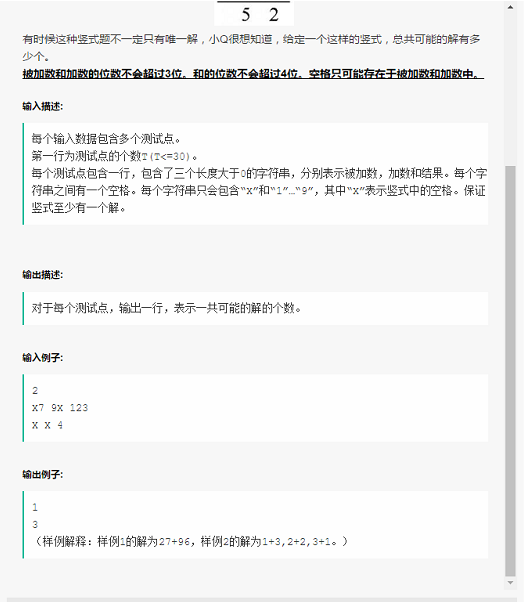 5 2
有时候这种竖式题不一定只有唯一解，小Q很想知道，给定一个这样的竖式，总共可能的解有多
少个。
被加数和加数的位数不会超过3位。和的位数不会超过4位。空格只可能存在于被加数和加数中。
输入描述:
每个输入数据包含多个测试点。
第一行为测试点的个数T(T<=30)。
每个测试点包含一行，包含了三个长度大于0的字符串，分别表示被加数，加数和结果。每个字
符串之间有一个空格。每个字符串只会包含“X”和“1”…“9”，其中“X”表示竖式中的空格。保证
竖式至少有一个解。
输出描述:
对于每个测试点，输出一行，表示一共可能的解的个数。
输入例子:
2
X7 9X 123
X X 4
输出例子:
1
3
（样例解释：样例1的解为27+96，样例2的解为1+3,2+2,3+1。）